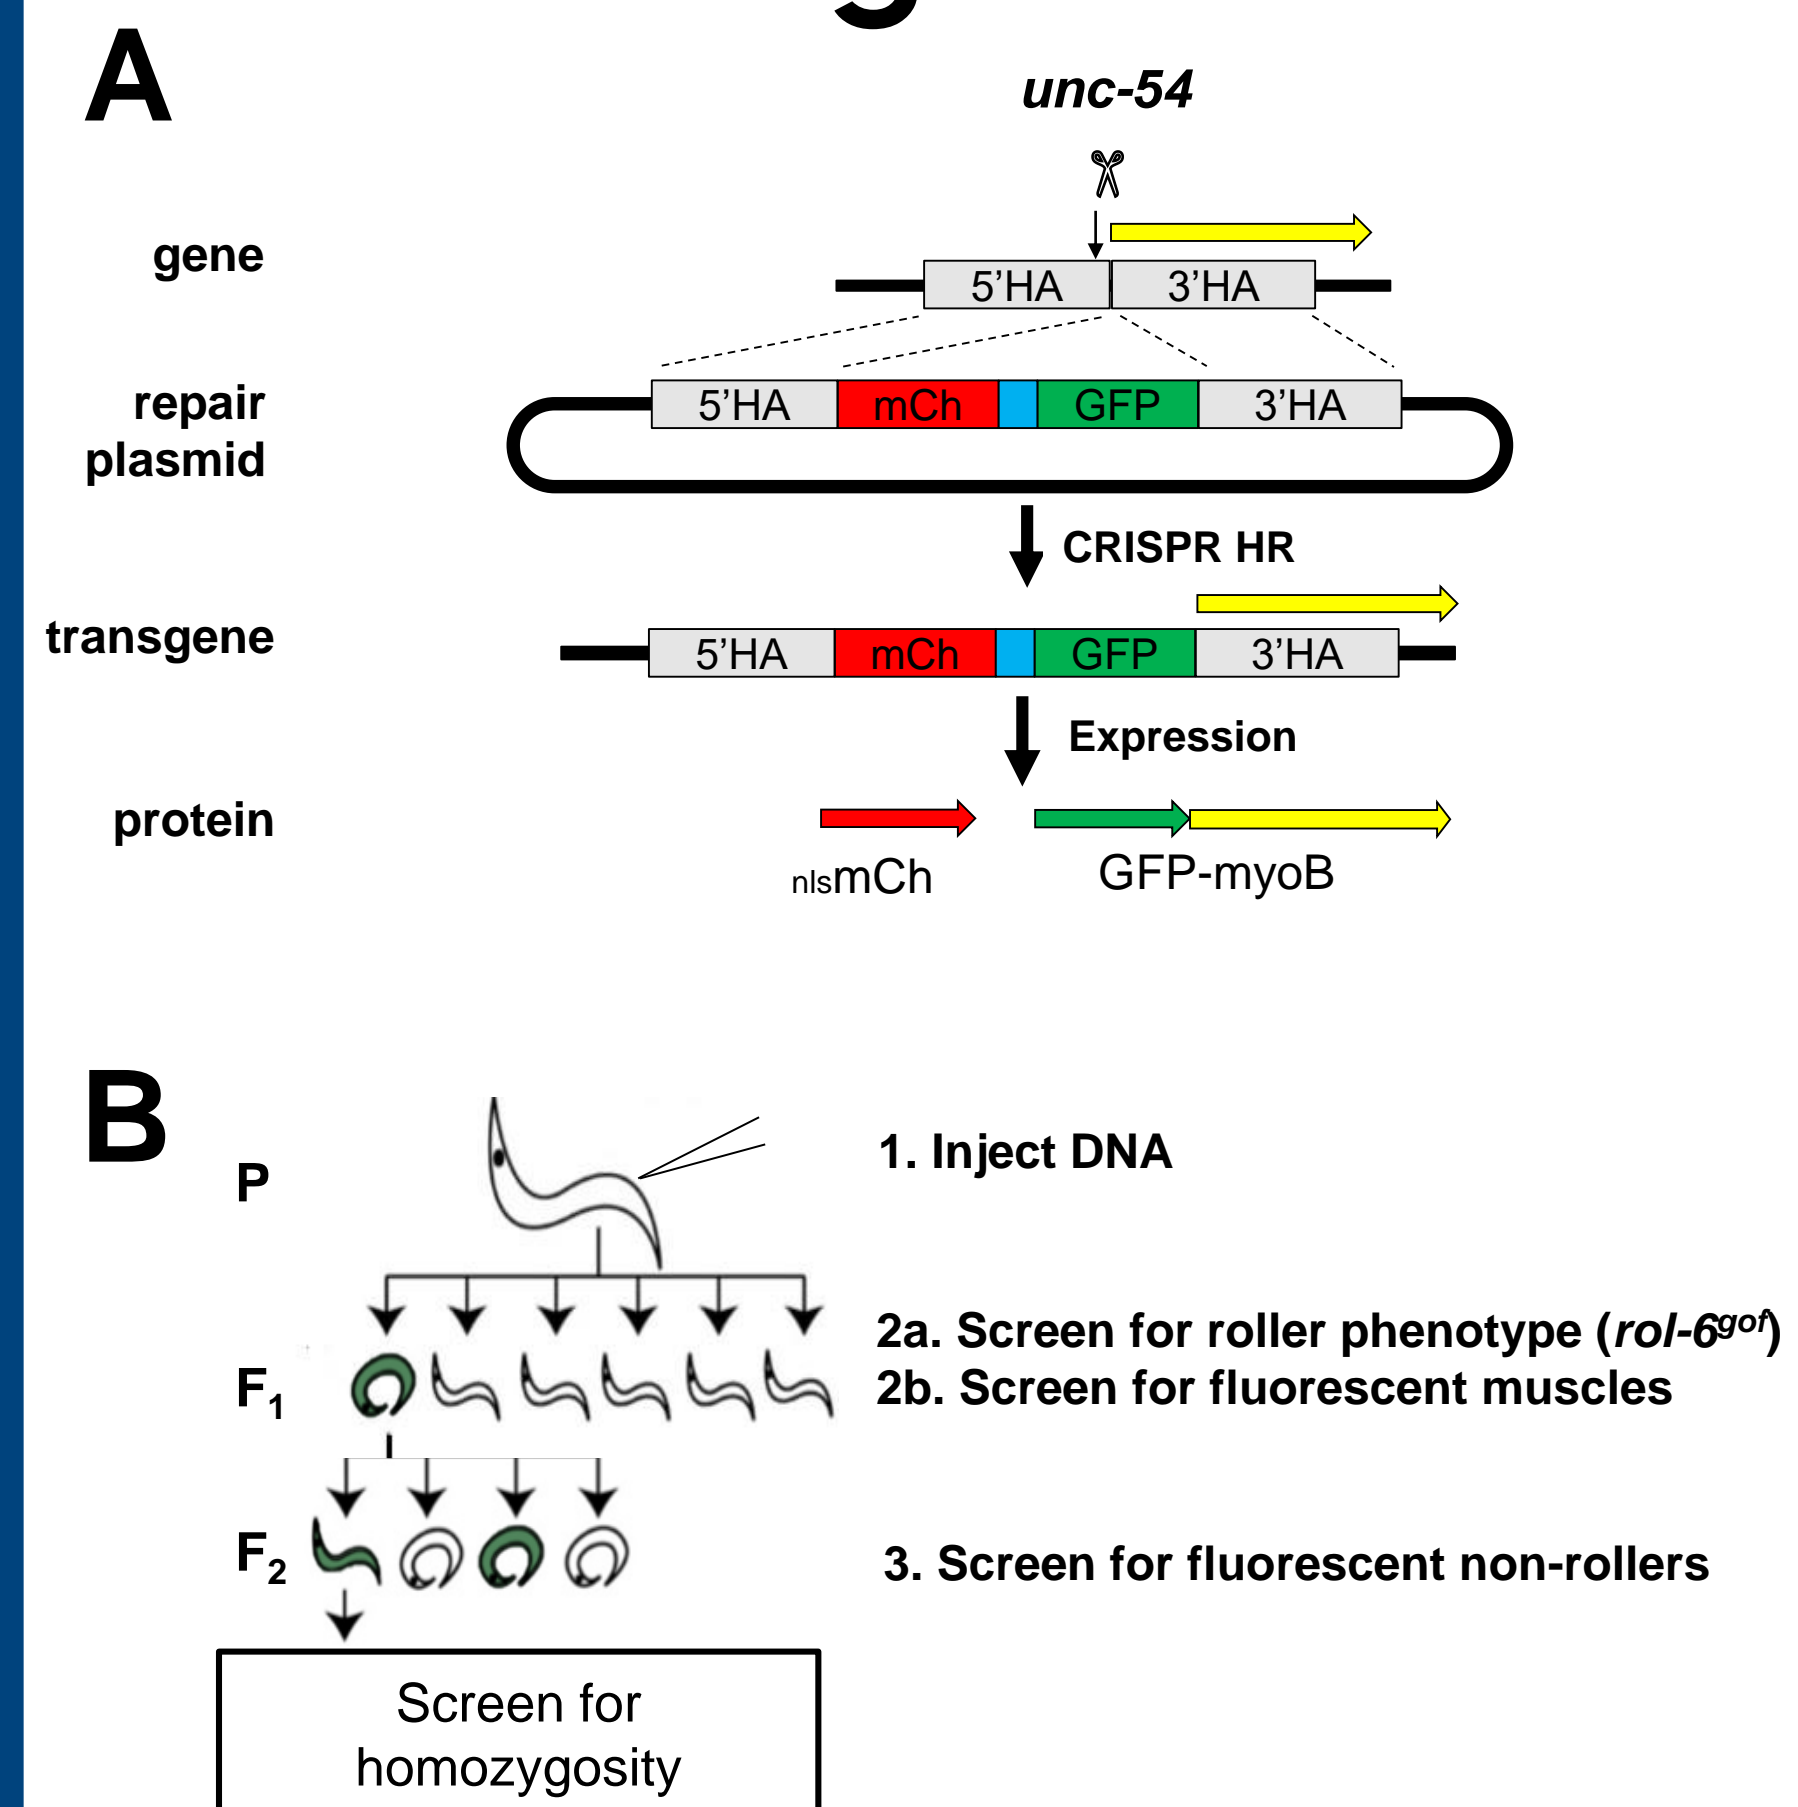 A
unc-54
gene
5’HA 3’HA
repair
plasmid
5’HA mCh GFP 3’HA
CRISPR HR
transgene
5’HA mCh GFP 3’HA
Expression
protein
nlsmCh GFP-myoB
B
P
1. Inject DNA
F1
2a. Screen for roller phenotype (rol-6gof)
2b. Screen for fluorescent muscles
F2
3. Screen for fluorescent non-rollers
Screen for
homozygosity